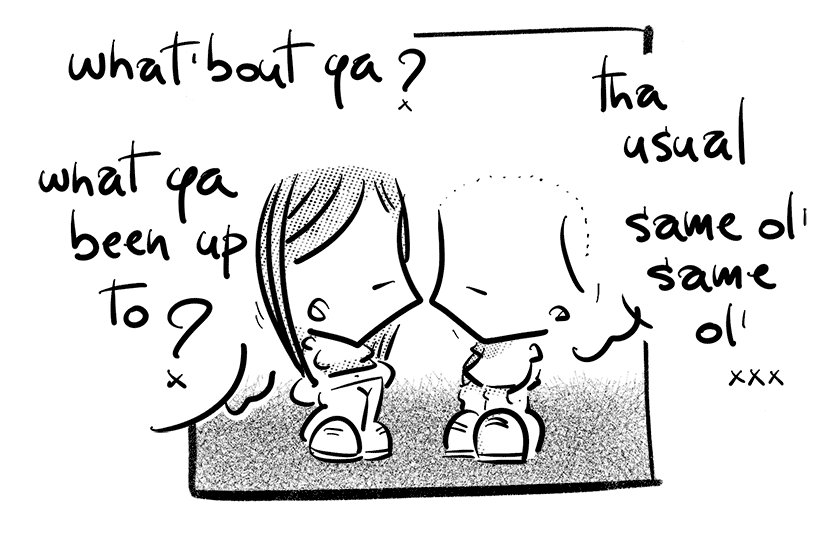 what 'bout ya?
x
what ya
been up
to?
x
tha
usual
same ol'
same
ol'
xxx